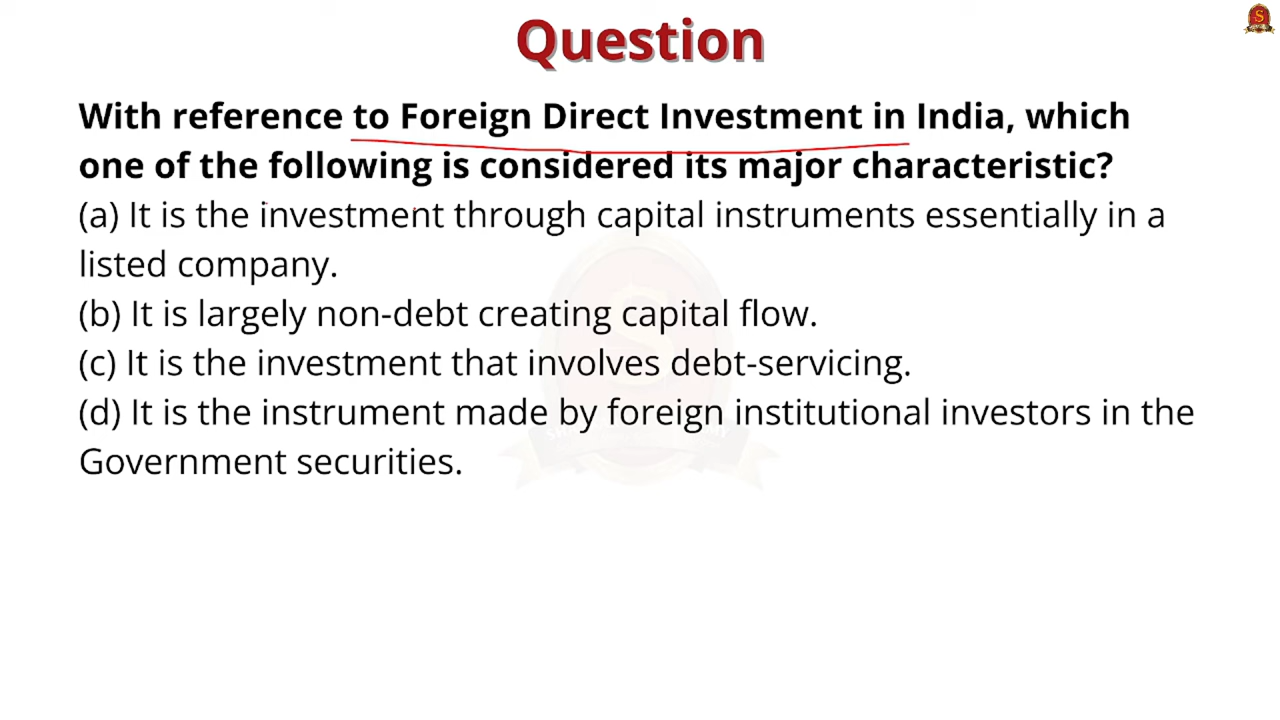 Question
With reference to Foreign Direct Investment in India, which
one of the following is considered its major characteristic?
(a) It is the investment through capital instruments essentially in a
listed company.
(b) It is largely non-debt creating capital flow.
(c) It is the investment that involves debt-servicing.
(d) It is the instrument made by foreign institutional investors in the
Government securities.